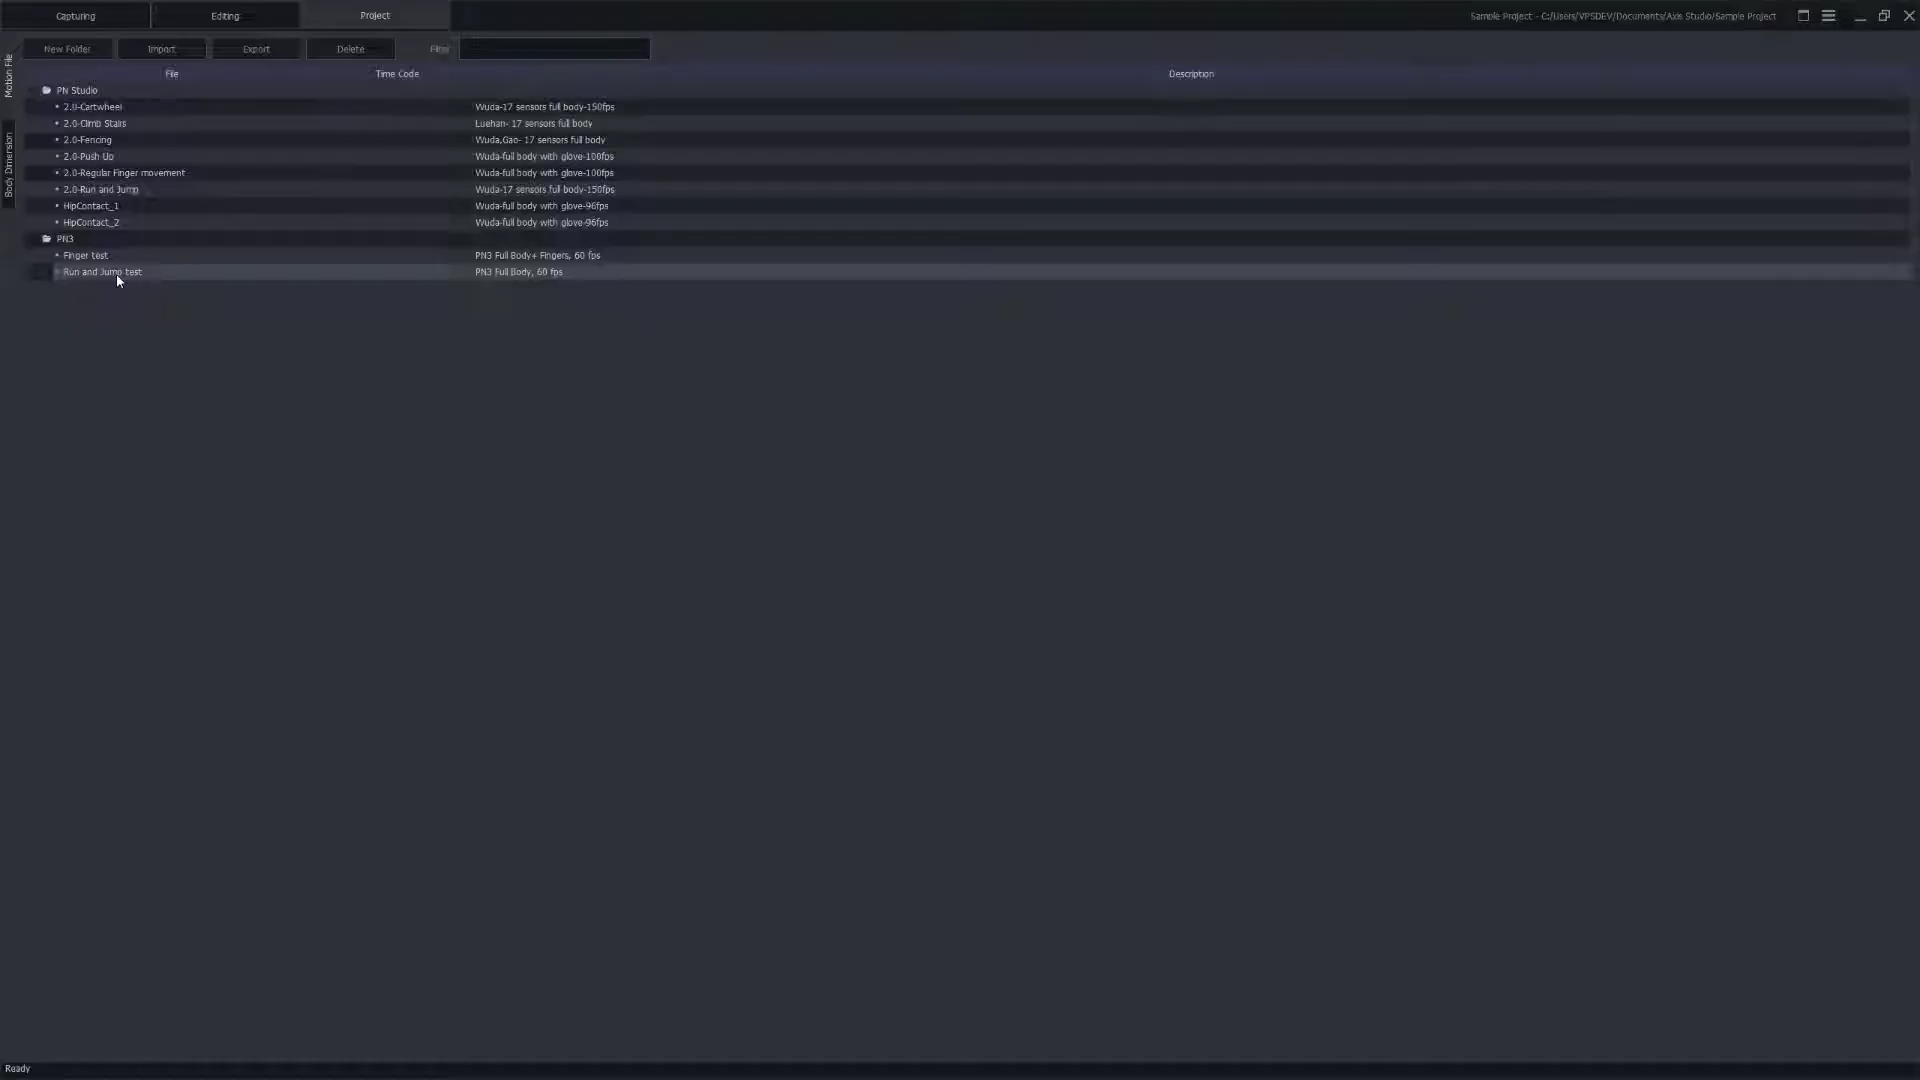 Capturing Editing Project Sample Project - C:/Users/VPSDEV/Documents/Axis Studio/Sample Project
New Folder Import Export Delete Filter
Motion File
Body Dimension
File Time Code Description
PN Studio
2.0-Cartwheel Wuda-17 sensors full body-150fps
2.0-Climb Stairs Luehan- 17 sensors full body
2.0-Fencing Wuda,Gao- 17 sensors full body
2.0-Push Up Wuda-full body with glove-100fps
2.0-Regular Finger movement Wuda-full body with glove-100fps
2.0-Run and Jump Wuda-17 sensors full body-150fps
HipContact_1 Wuda-full body with glove-96fps
HipContact_2 Wuda-full body with glove-96fps
PN3
Finger test PN3 Full Body+ Fingers, 60 fps
Run and Jump test PN3 Full Body, 60 fps
Ready